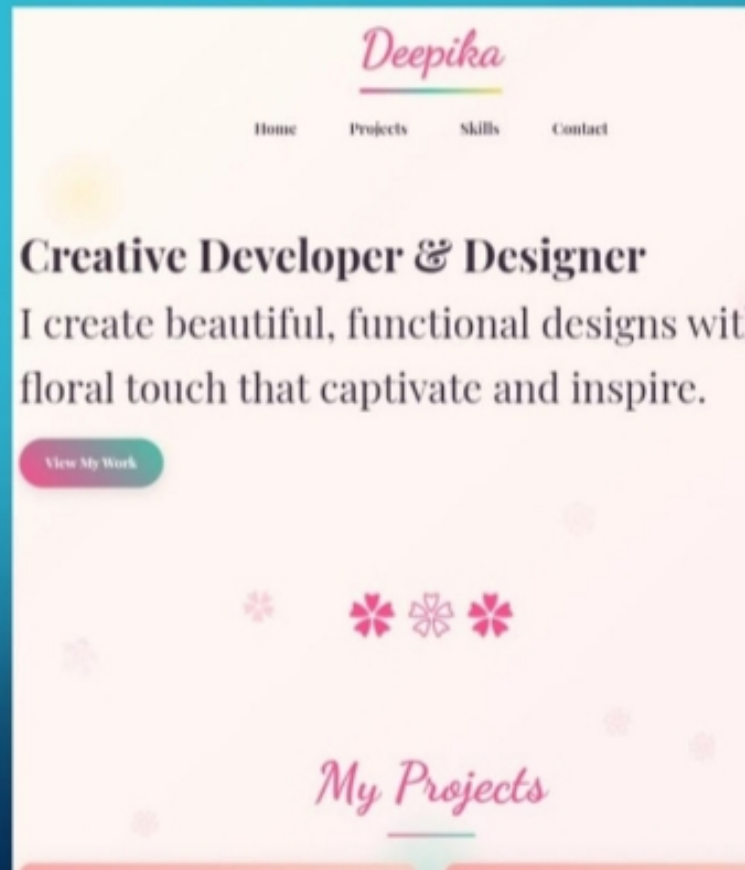 Deepika
Home Projects Skills Contact
Creative Developer & Designer
I create beautiful, functional designs wit
floral touch that captivate and inspire.
View My Work
My Projects